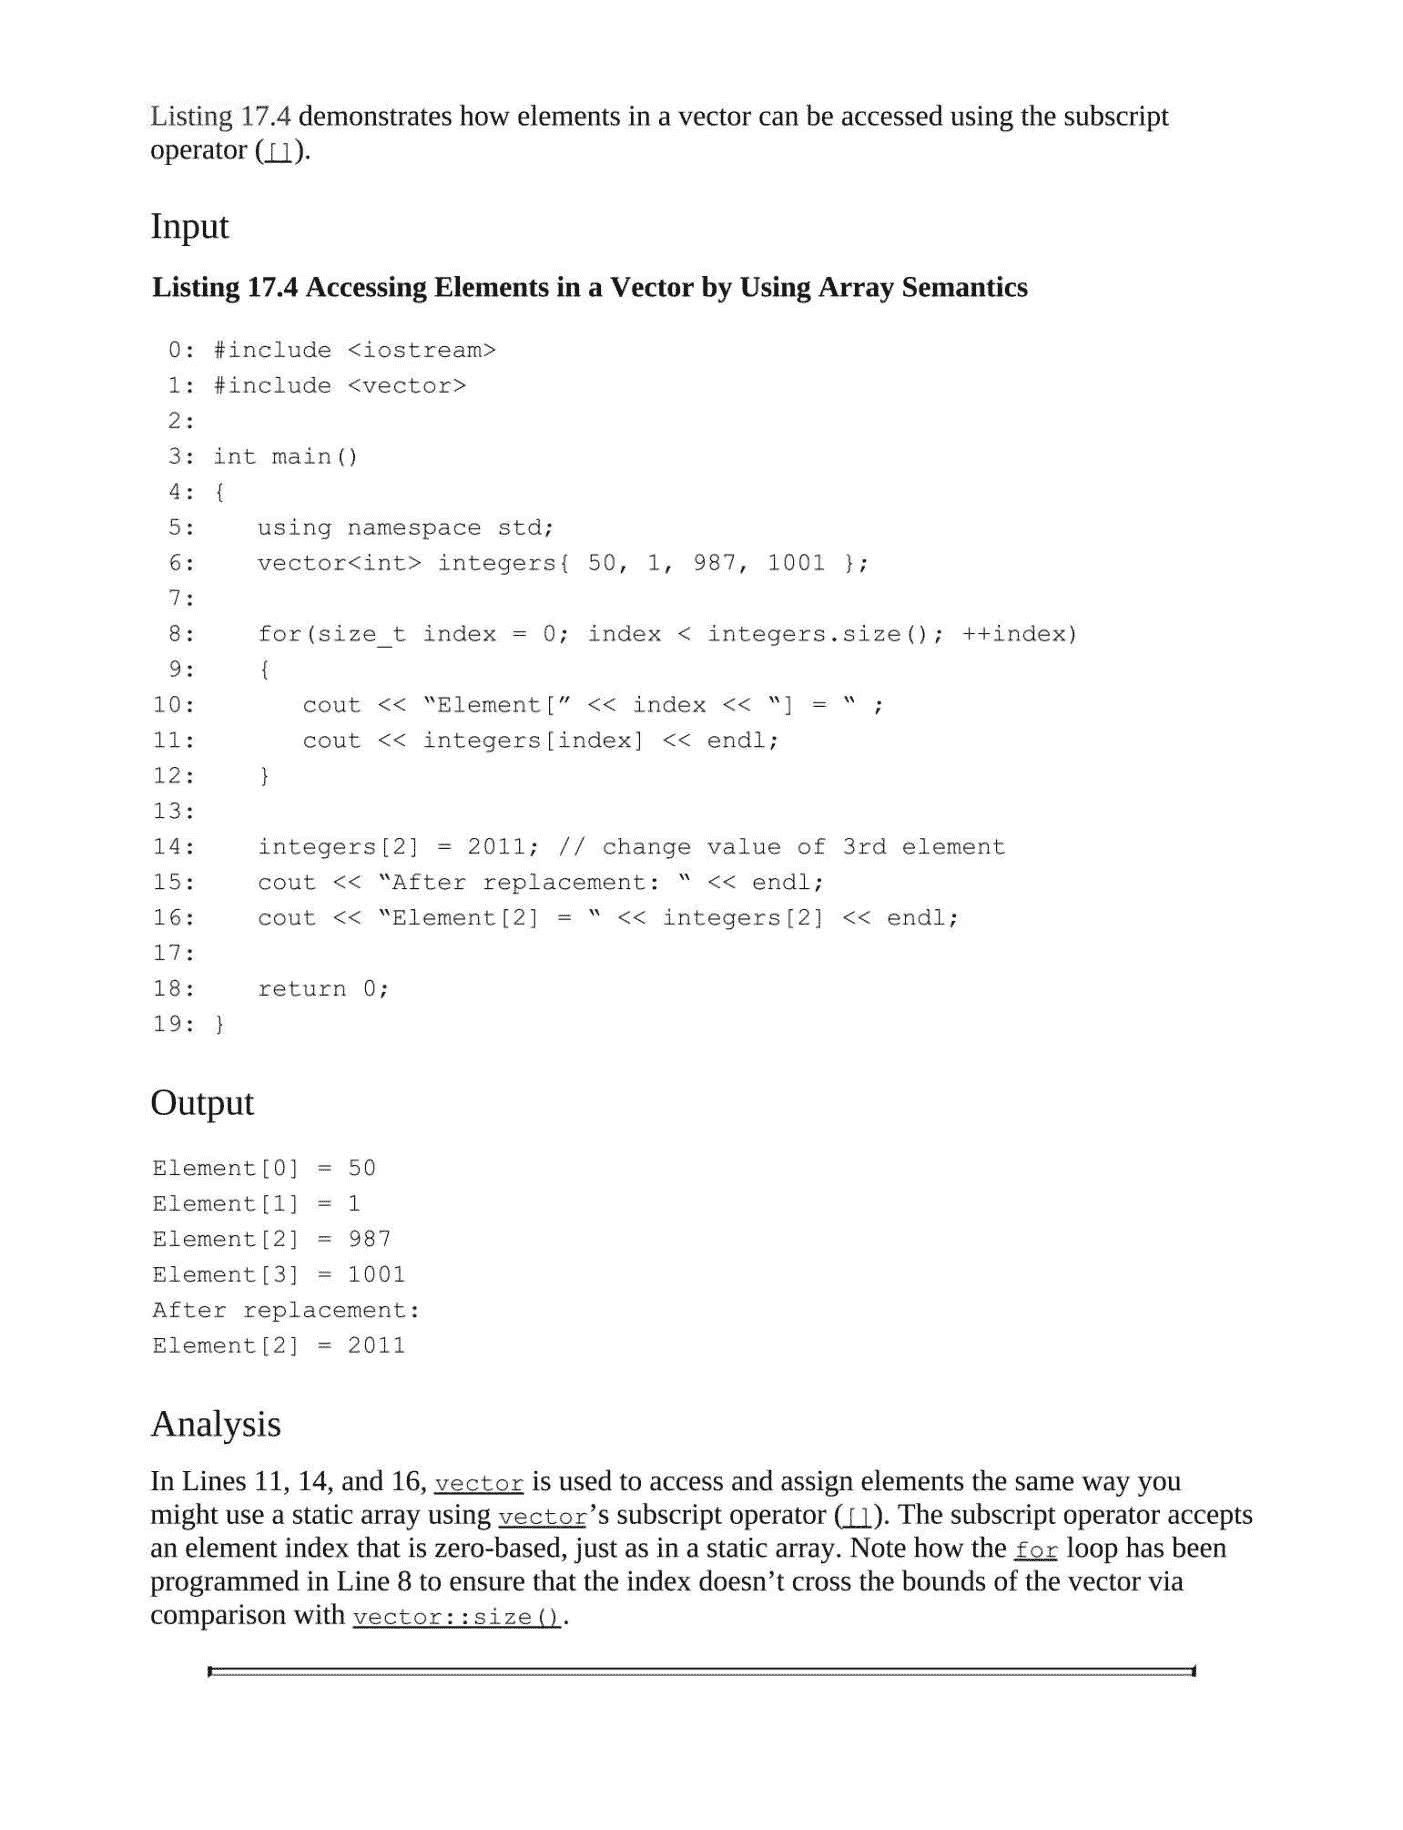 Listing 17.4 demonstrates how elements in a vector can be accessed using the subscript
operator ([]).
Input
Listing 17.4 Accessing Elements in a Vector by Using Array Semantics
0: #include <iostream>
1: #include <vector>
2:
3: int main()
4: {
5:    using namespace std;
6:    vector<int> integers{ 50, 1, 987, 1001 };
7:
8:    for(size_t index = 0; index < integers.size(); ++index)
9:    {
10:       cout << “Element[” << index << “] = “ ;
11:       cout << integers[index] << endl;
12:    }
13:
14:    integers[2] = 2011; // change value of 3rd element
15:    cout << “After replacement: “ << endl;
16:    cout << “Element[2] = “ << integers[2] << endl;
17:
18:    return 0;
19: }
Output
Element[0] = 50
Element[1] = 1
Element[2] = 987
Element[3] = 1001
After replacement:
Element[2] = 2011
Analysis
In Lines 11, 14, and 16, vector is used to access and assign elements the same way you
might use a static array using vector’s subscript operator ([]). The subscript operator accepts
an element index that is zero-based, just as in a static array. Note how the for loop has been
programmed in Line 8 to ensure that the index doesn’t cross the bounds of the vector via
comparison with vector::size().